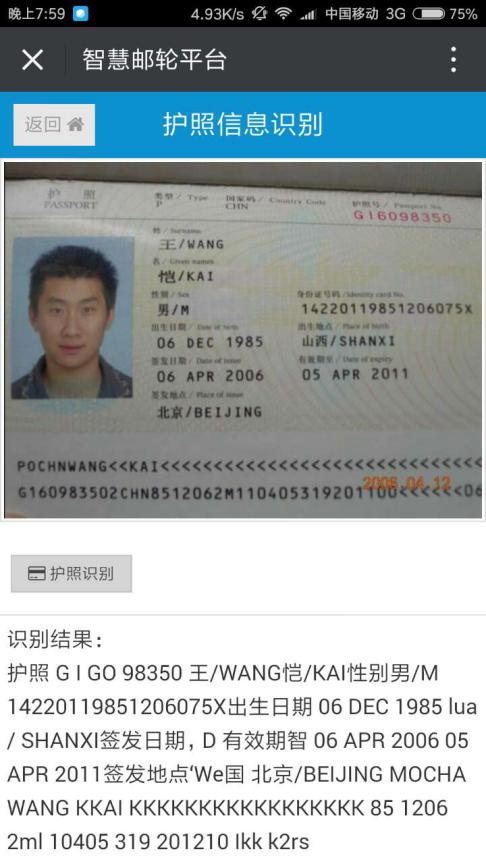 晚上7:59 4.93K/s 中国移动 3G 75%
智慧邮轮平台
返回 护照信息识别
护 照 类型 / Type 国家码 / Country Code 护照号 / Passport No.
PASSPORT P CHN G16098350
姓 / Surname
王/WANG
名 / Given names
恺/KAI
性别 / Sex 身份证号码 / Identity card No.
男/M 14220119851206075X
出生日期 / Date of birth 出生地点 / Place of birth
06 DEC 1985 山西/SHANXI
签发日期 / Date of issue 有效期至 / Date of expiry
06 APR 2006 05 APR 2011
签发地点 / Place of issue
北京/BEIJING
POCHNWANG<<KAI<<<<<<<<<<<<<<<<<<<<<<<<<<<<<
G160983502CHN8512062M110405319201100<<<<<06
2006.04.12
护照识别
识别结果：
护照 G I GO 98350 王/WANG恺/KAI性别男/M
14220119851206075X出生日期 06 DEC 1985 lua
/ SHANXI签发日期，D 有效期智 06 APR 2006 05
APR 2011签发地点‘We国 北京/BEIJING MOCHA
WANG KKAI KKKKKKKKKKKKKKKKK 85 1206
2ml 10405 319 201210 Ikk k2rs